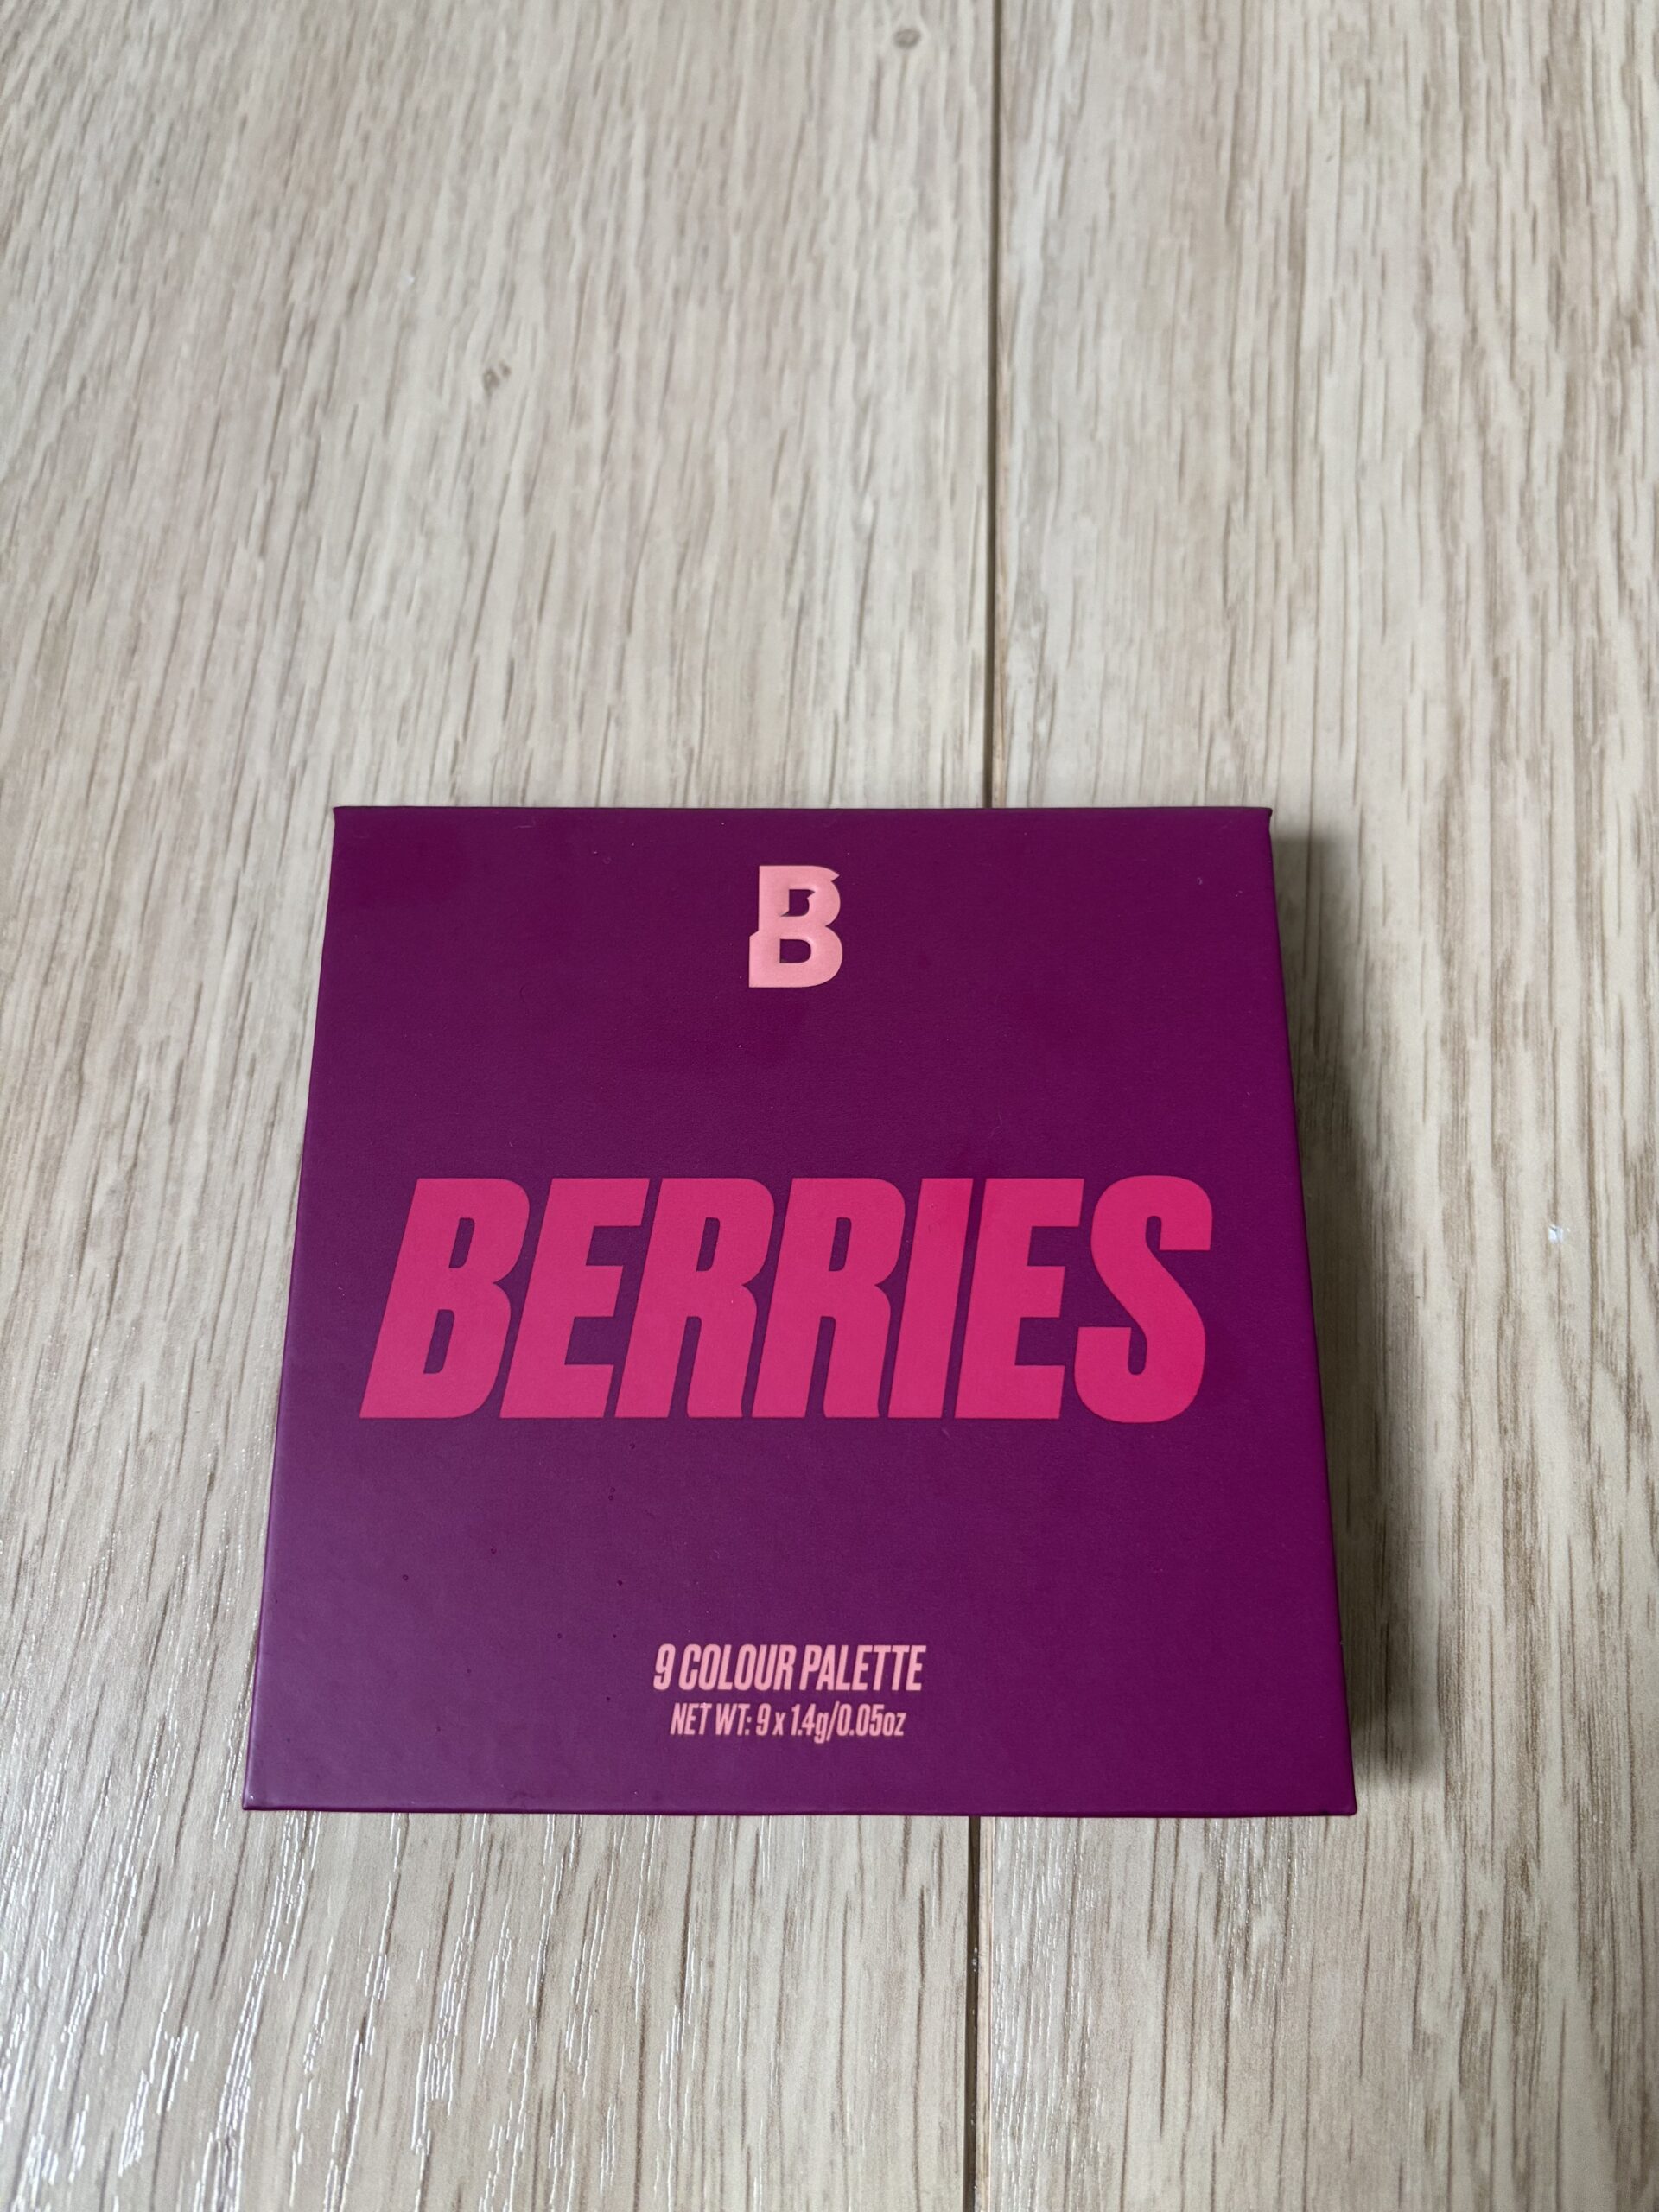 B
BERRIES
9 COLOUR PALETTE
NET WT: 9 x 1.4g/0.05oz